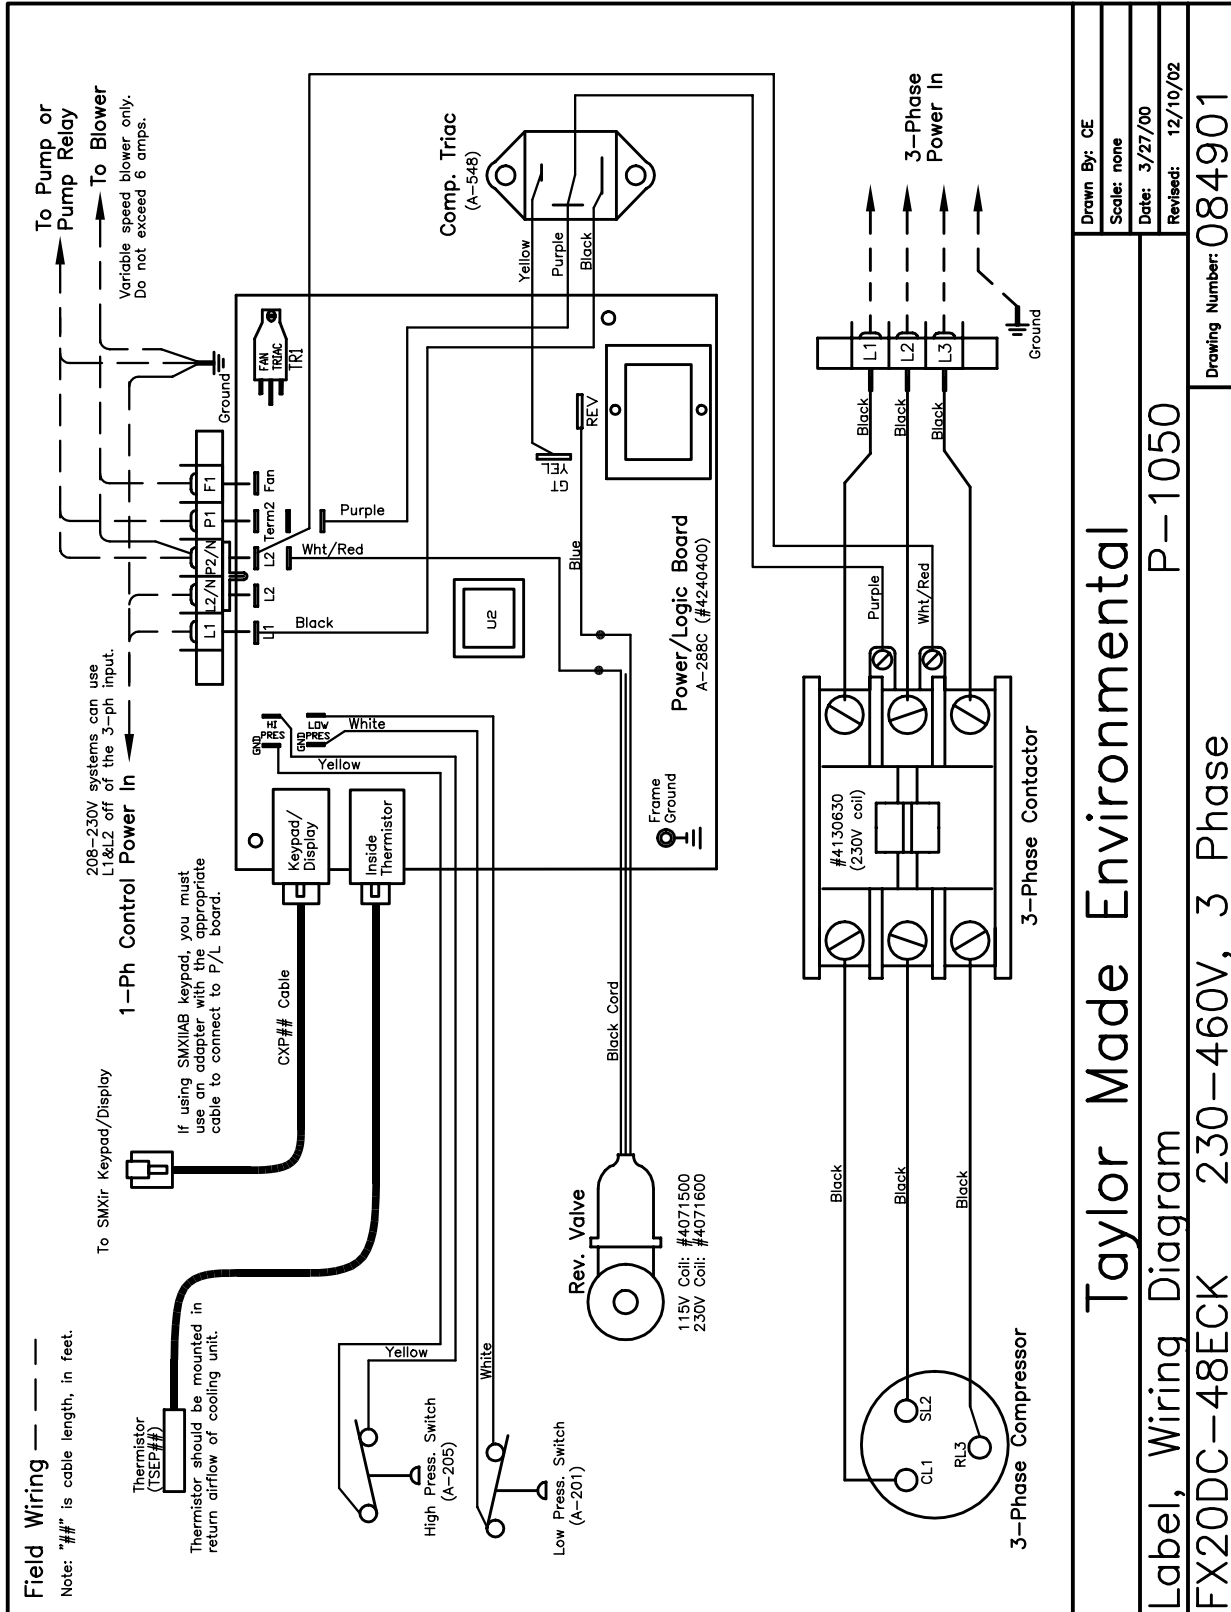 Field Wiring
Note: "##" is cable length, in feet.
Thermistor
(TSEP##)
Thermistor should be mounted in
return airflow of cooling unit.
To SMXir Keypad/Display
If using SMXIIAB keypad, you must
use an adapter with the appropriate
cable to connect to P/L board.
1-Ph Control Power In
208-230V systems can use
L1&L2 off of the 3-ph input.
To Pump or
Pump Relay
To Blower
Variable speed blower only.
Do not exceed 6 amps.
L1
L2/N
P2/N
P1
F1
Ground
L1
L2
L2
Term2
Fan
FAN
TRIAC
TR1
Black
Wht/Red
Purple
CXP## Cable
Keypad/
Display
Inside
Thermistor
GND
HI
PRES
GND
LOW
PRES
White
Yellow
U2
YEL
GT
REV
Blue
Frame
Ground
Power/Logic Board
A-288C (#4240400)
Comp. Triac
(A-548)
Yellow
Purple
Black
Yellow
White
High Press. Switch
(A-205)
Low Press. Switch
(A-201)
Rev. Valve
115V Coil: #4071500
230V Coil: #4071600
Black Cord
3-Phase
Power In
L1
L2
L3
Ground
Black
Black
Black
Purple
Wht/Red
#4130630
(230V coil)
3-Phase Contactor
Black
Black
Black
CL1
SL2
RL3
3-Phase Compressor
Taylor Made Environmental
Drawn By: CE
Scale: none
Date: 3/27/00
Revised: 12/10/02
Label, Wiring Diagram P-1050
FX20DC-48ECK 230-460V, 3 Phase
Drawing Number: 084901